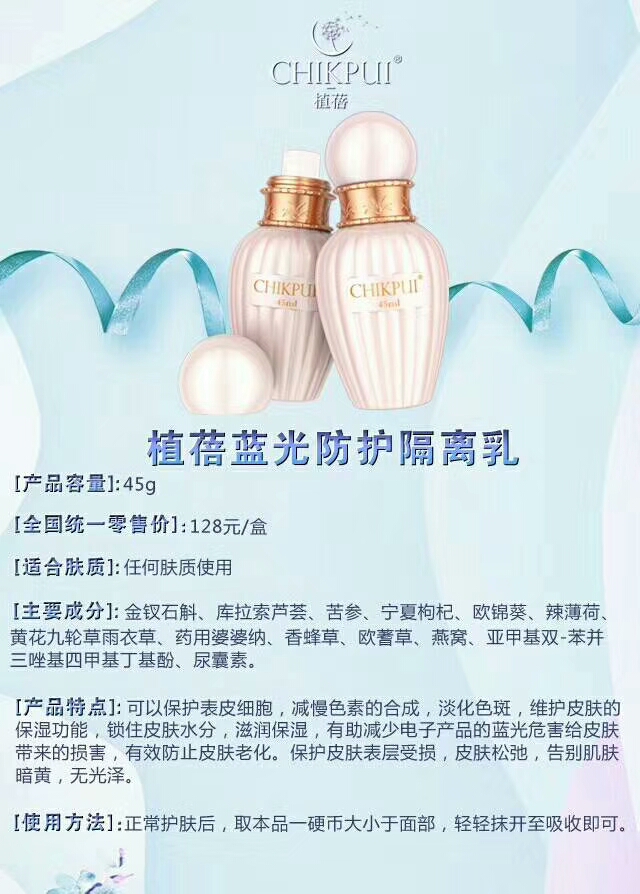 CHIKPUI®
植蓓
CHIKPUI
45ml
CHIKPUI®
45ml
植蓓蓝光防护隔离乳
[产品容量]:45g
[全国统一零售价]:128元/盒
[适合肤质]:任何肤质使用
[主要成分]: 金钗石斛、库拉索芦荟、苦参、宁夏枸杞、欧锦葵、辣薄荷、
黄花九轮草雨衣草、药用婆婆纳、香蜂草、欧蓍草、燕窝、亚甲基双-苯并
三唑基四甲基丁基酚、尿囊素。
[产品特点]: 可以保护表皮细胞，减慢色素的合成，淡化色斑，维护皮肤的
保湿功能，锁住皮肤水分，滋润保湿，有助减少电子产品的蓝光危害给皮肤
带来的损害，有效防止皮肤老化。保护皮肤表层受损，皮肤松弛，告别肌肤
暗黄，无光泽。
[使用方法]:正常护肤后，取本品一硬币大小于面部，轻轻抹开至吸收即可。